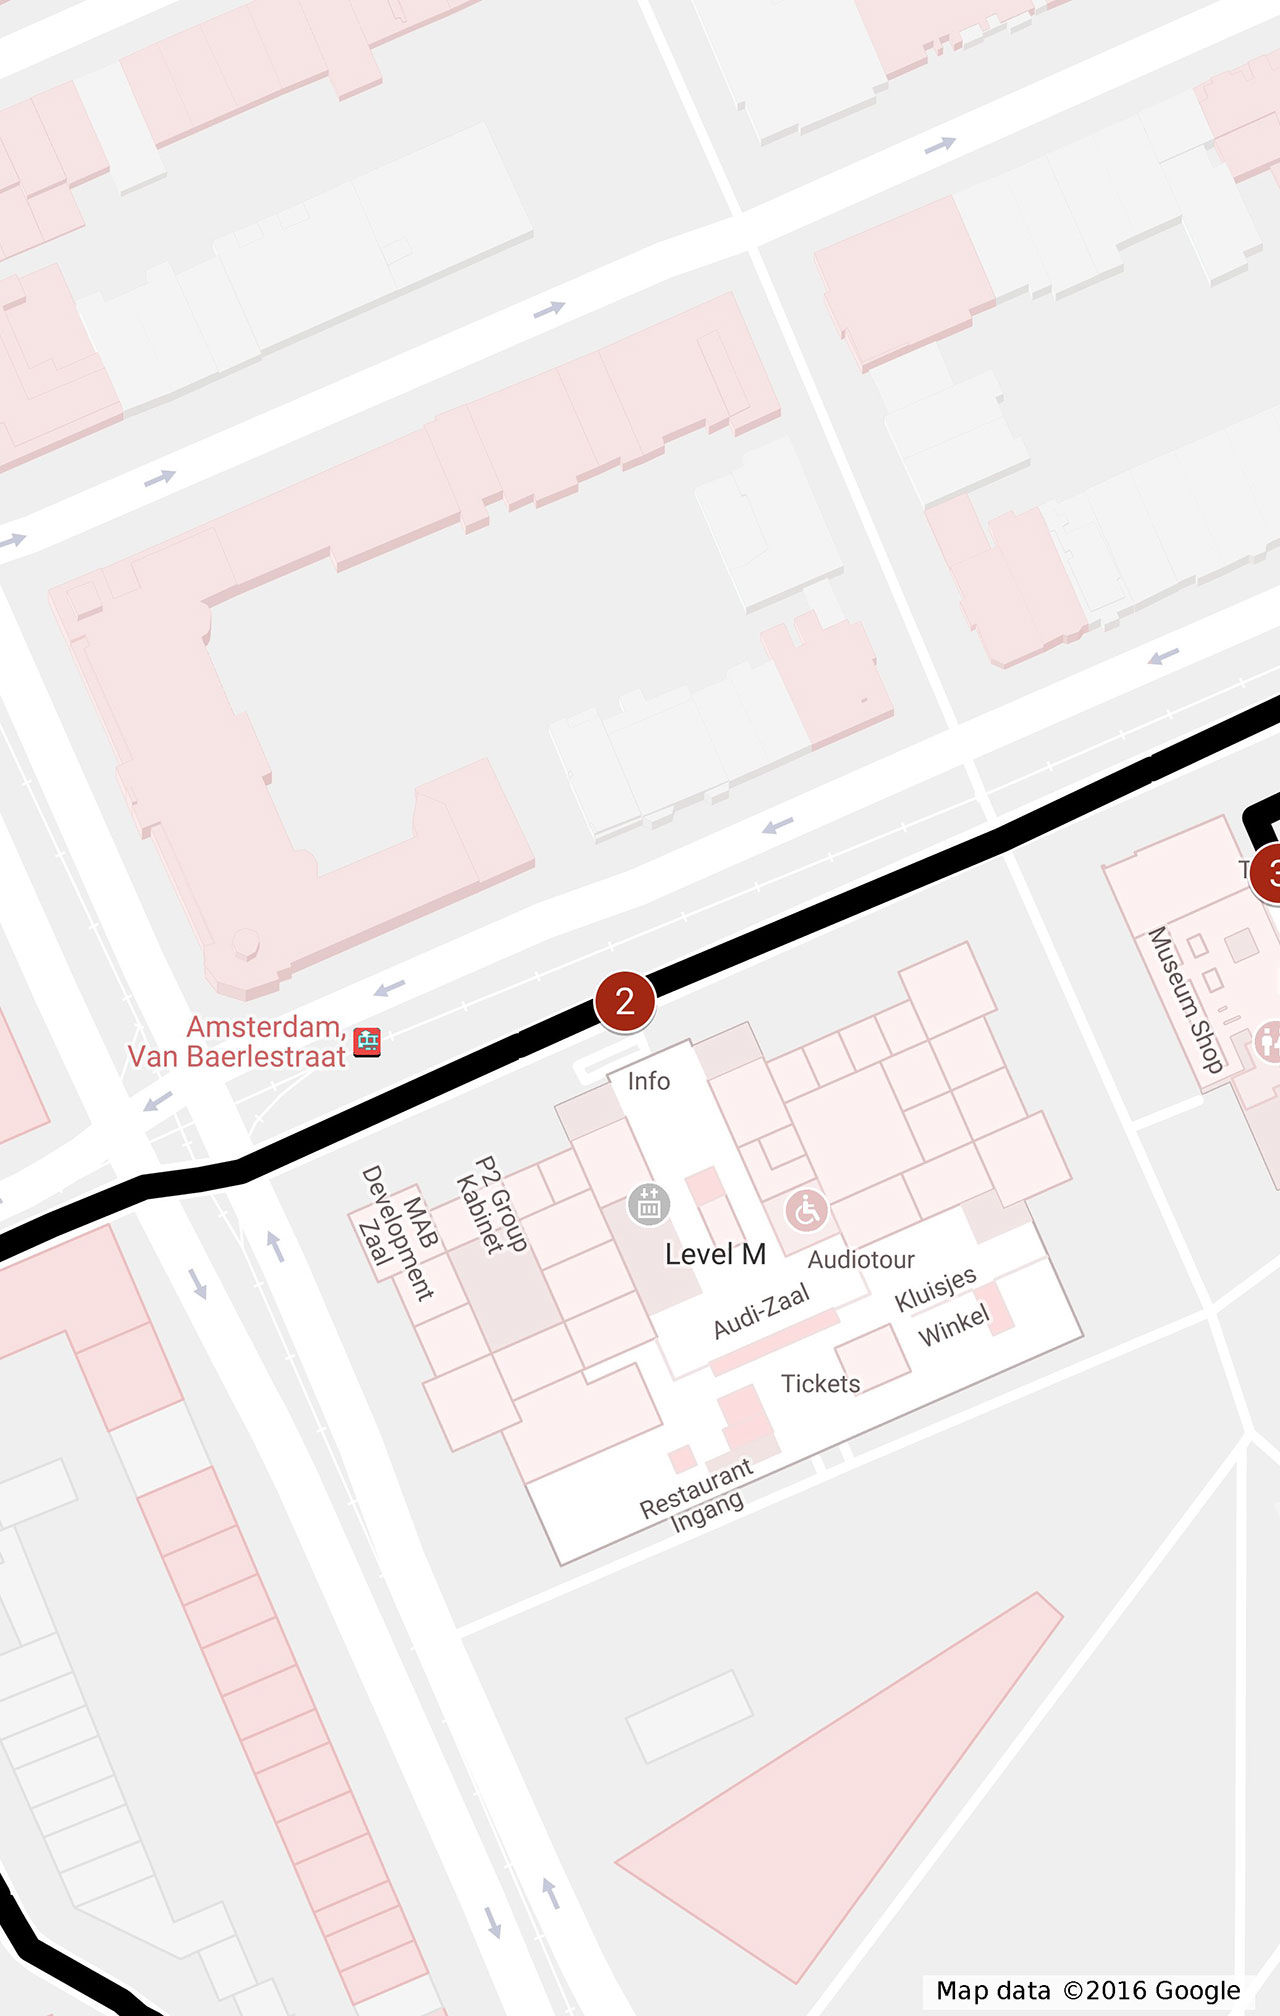 Amsterdam,
Van Baerlestraat
2
3
Museum Shop
Info
MAB
Development
Zaal
P2 Group
Kabinet
Level M
Audiotour
Audi-Zaal
Kluisjes
Winkel
Tickets
Restaurant
Ingang
Map data ©2016 Google